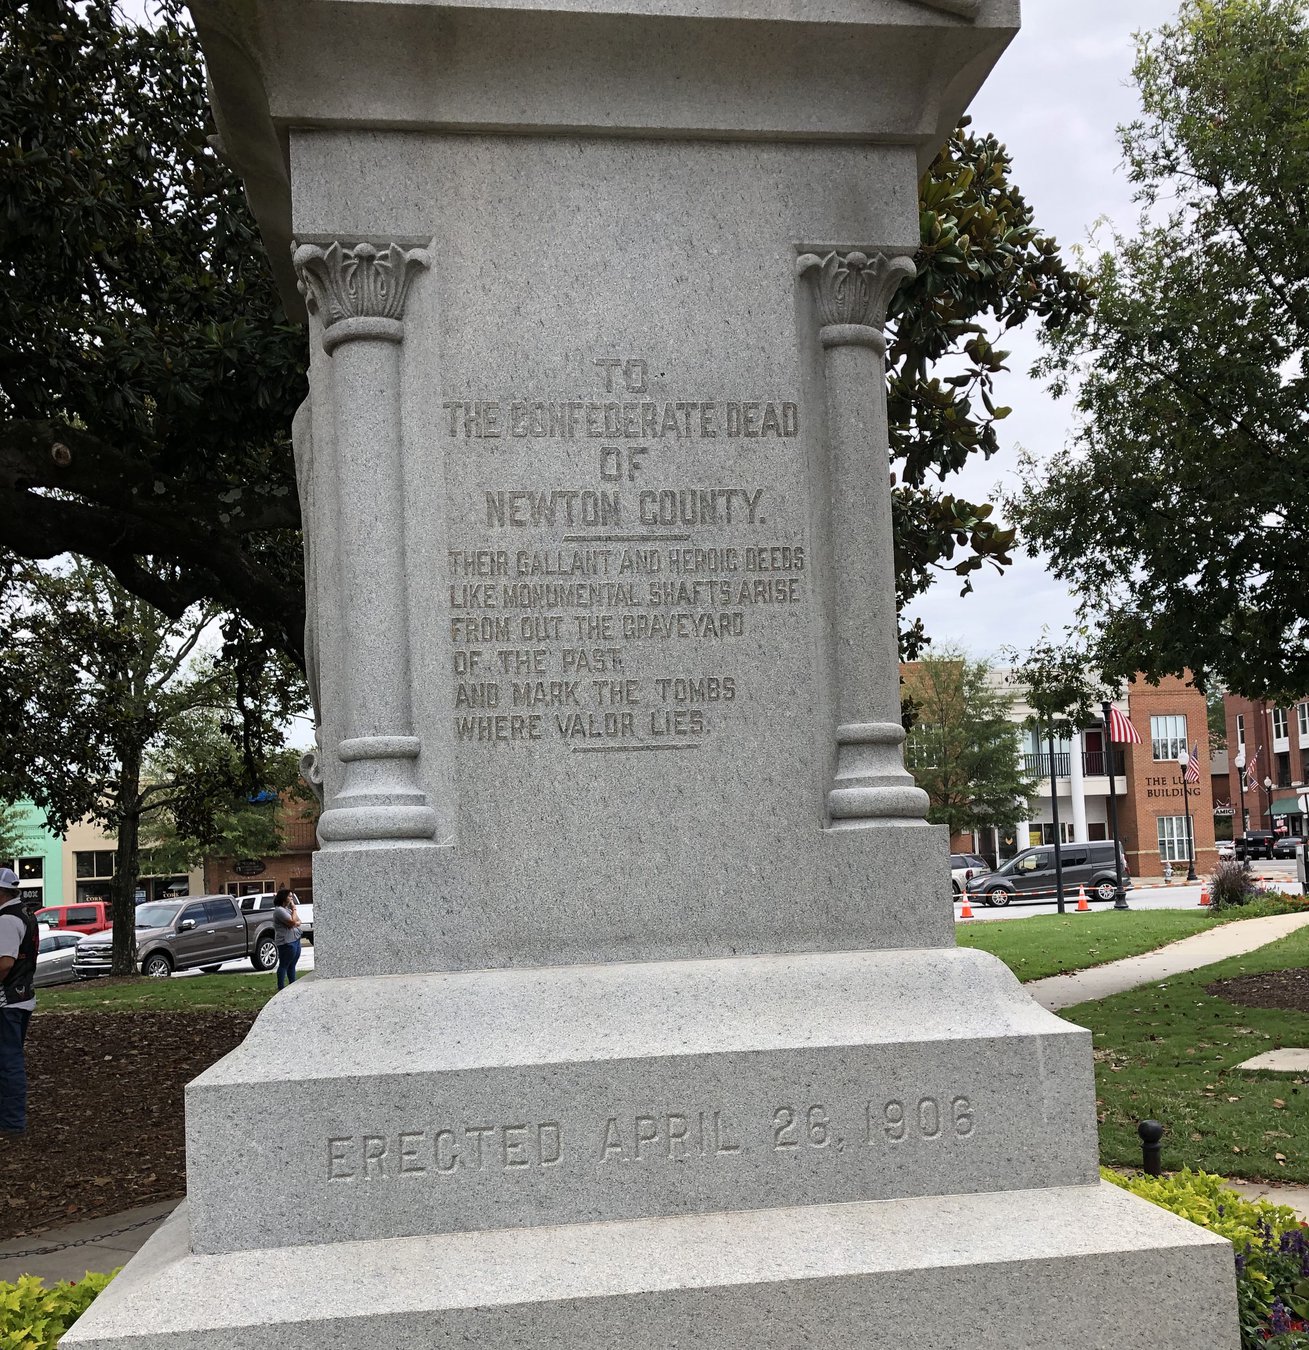 TO
THE CONFEDERATE DEAD
OF
NEWTON COUNTY.
THEIR GALLANT AND HEROIC DEEDS
LIKE MONUMENTAL SHAFTS ARISE
FROM OUT THE GRAVEYARD
OF THE PAST.
AND MARK THE TOMBS
WHERE VALOR LIES.
ERECTED APRIL 26, 1906
THE
BUILDING